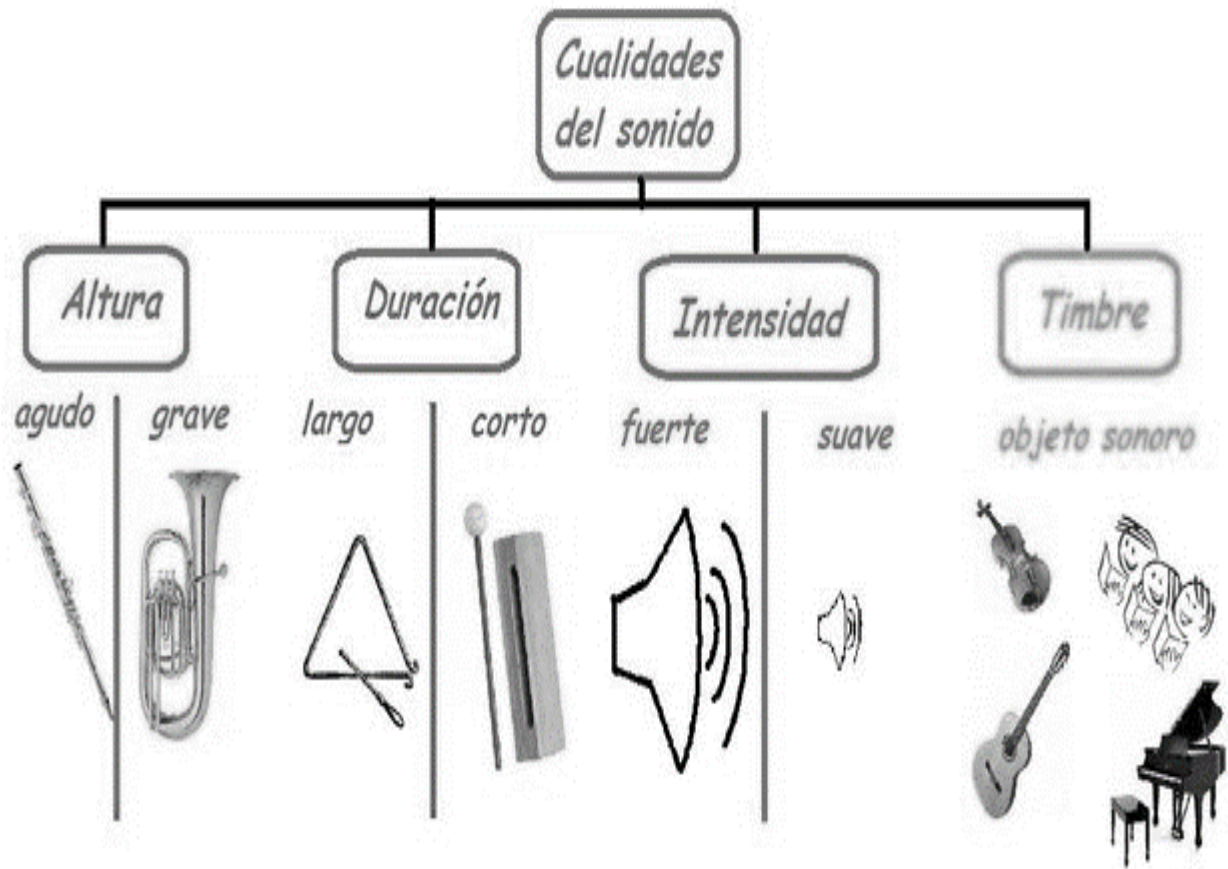 Cualidades
del sonido
Altura
Duración
Intensidad
Timbre
agudo
grave
largo
corto
fuerte
suave
objeto sonoro